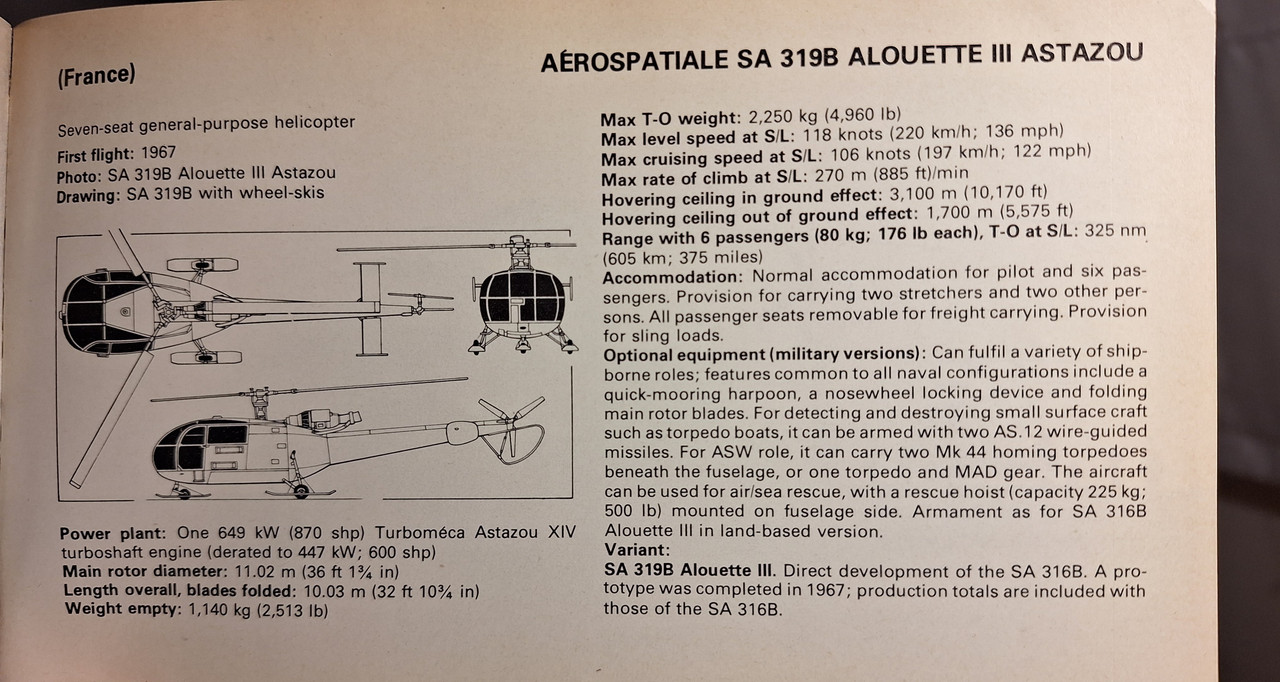 (France)
AÉROSPATIALE SA 319B ALOUETTE III ASTAZOU
Seven-seat general-purpose helicopter
First flight: 1967
Photo: SA 319B Alouette III Astazou
Drawing: SA 319B with wheel-skis
Power plant: One 649 kW (870 shp) Turboméca Astazou XIV
turboshaft engine (derated to 447 kW; 600 shp)
Main rotor diameter: 11.02 m (36 ft 1¾ in)
Length overall, blades folded: 10.03 m (32 ft 10¾ in)
Weight empty: 1,140 kg (2,513 lb)
Max T-O weight: 2,250 kg (4,960 lb)
Max level speed at S/L: 118 knots (220 km/h; 136 mph)
Max cruising speed at S/L: 106 knots (197 km/h; 122 mph)
Max rate of climb at S/L: 270 m (885 ft)/min
Hovering ceiling in ground effect: 3,100 m (10,170 ft)
Hovering ceiling out of ground effect: 1,700 m (5,575 ft)
Range with 6 passengers (80 kg; 176 lb each), T-O at S/L: 325 nm
(605 km; 375 miles)
Accommodation: Normal accommodation for pilot and six pas-
sengers. Provision for carrying two stretchers and two other per-
sons. All passenger seats removable for freight carrying. Provision
for sling loads.
Optional equipment (military versions): Can fulfil a variety of ship-
borne roles; features common to all naval configurations include a
quick-mooring harpoon, a nosewheel locking device and folding
main rotor blades. For detecting and destroying small surface craft
such as torpedo boats, it can be armed with two AS.12 wire-guided
missiles. For ASW role, it can carry two Mk 44 homing torpedoes
beneath the fuselage, or one torpedo and MAD gear. The aircraft
can be used for air/sea rescue, with a rescue hoist (capacity 225 kg;
500 lb) mounted on fuselage side. Armament as for SA 316B
Alouette III in land-based version.
Variant:
SA 319B Alouette III. Direct development of the SA 316B. A pro-
totype was completed in 1967; production totals are included with
those of the SA 316B.